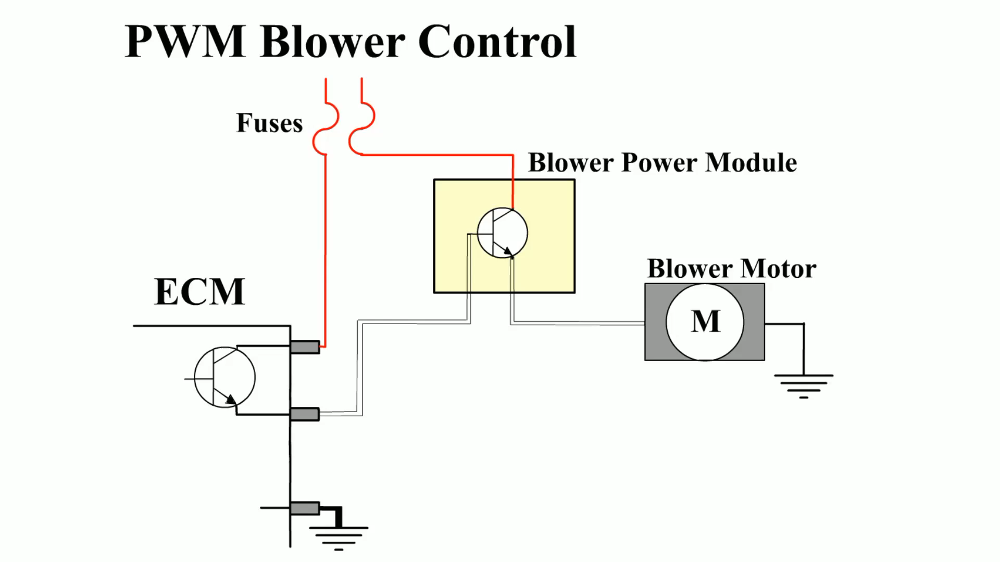 PWM Blower Control
Fuses
Blower Power Module
Blower Motor
ECM
M